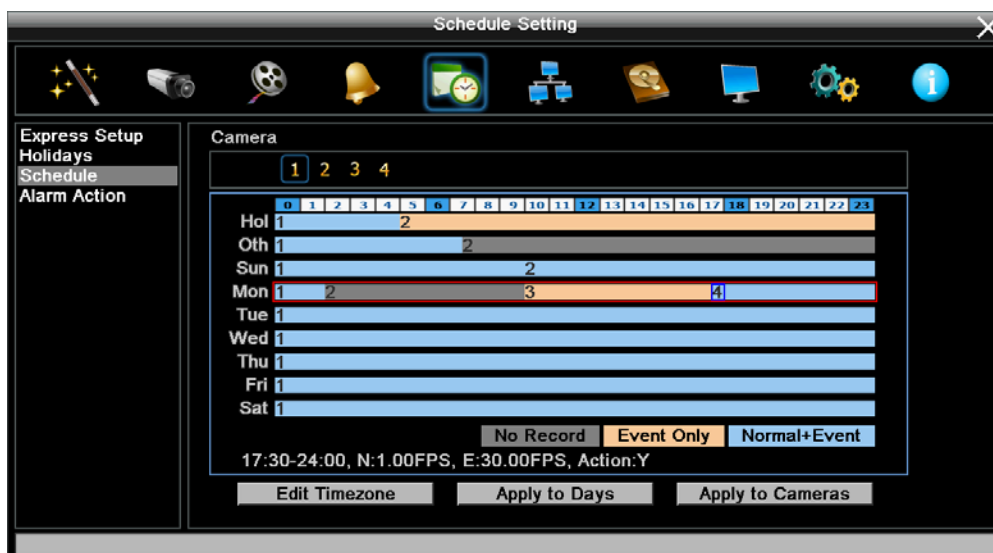 Schedule Setting
Express Setup
Holidays
Schedule
Alarm Action
Camera
1 2 3 4
0 1 2 3 4 5 6 7 8 9 10 11 12 13 14 15 16 17 18 19 20 21 22 23
Hol 1 2
Oth 1 2
Sun 1 2
Mon 1 2 3 4
Tue 1
Wed 1
Thu 1
Fri 1
Sat 1
No Record Event Only Normal+Event
17:30-24:00, N:1.00FPS, E:30.00FPS, Action:Y
Edit Timezone Apply to Days Apply to Cameras